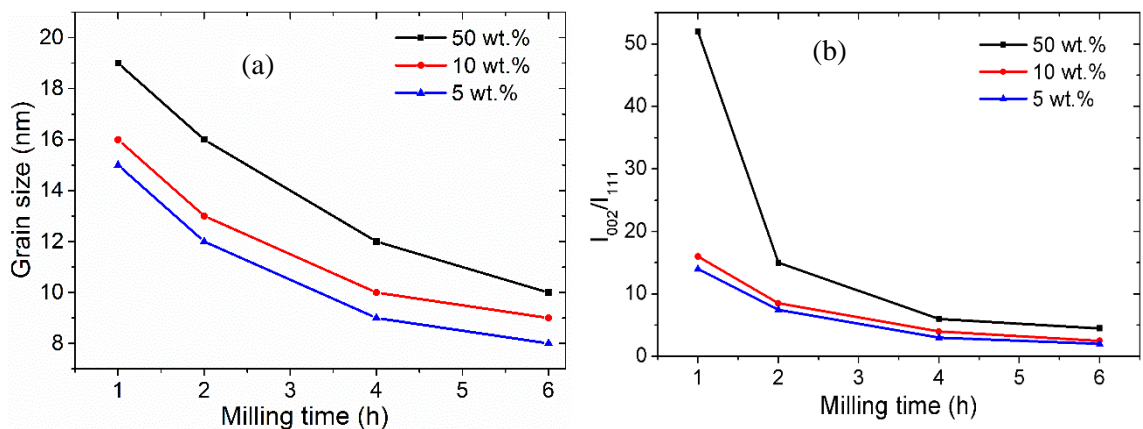 (a)
50 wt.%
10 wt.%
5 wt.%
Grain size (nm)
20
18
16
14
12
10
8
1 2 3 4 5 6
Milling time (h)
(b)
50 wt.%
10 wt.%
5 wt.%
I002/I111
50
40
30
20
10
0
1 2 3 4 5 6
Milling time (h)